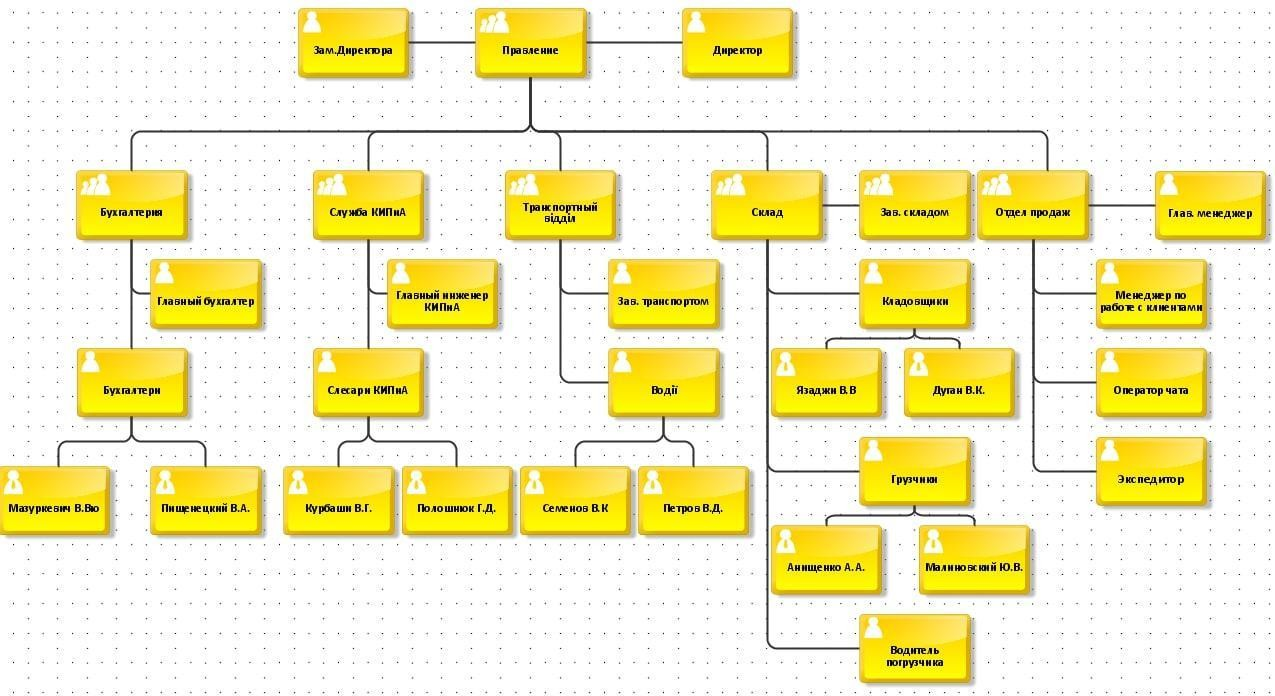 Зам.Директора
Правление
Директор
Бухгалтерия
Служба КИПиА
Транспортный
відділ
Склад
Зав. складом
Отдел продаж
Глав. менеджер
Главный бухгалтер
Главный инженер
КИПиА
Зав. транспортом
Кладовщики
Менеджер по
работе с клиентами
Бухгалтери
Слесари КИПиА
Водії
Язаджи В.В
Дуган В.К.
Оператор чата
Мазуркевич В.Вю
Пищенецкий В.А.
Курбаши В.Г.
Полошнюк Г.Д.
Семенов В.К
Петров В.Д.
Грузчики
Экспедитор
Анищенко А.А.
Малиновский Ю.В.
Водитель
погрузчика